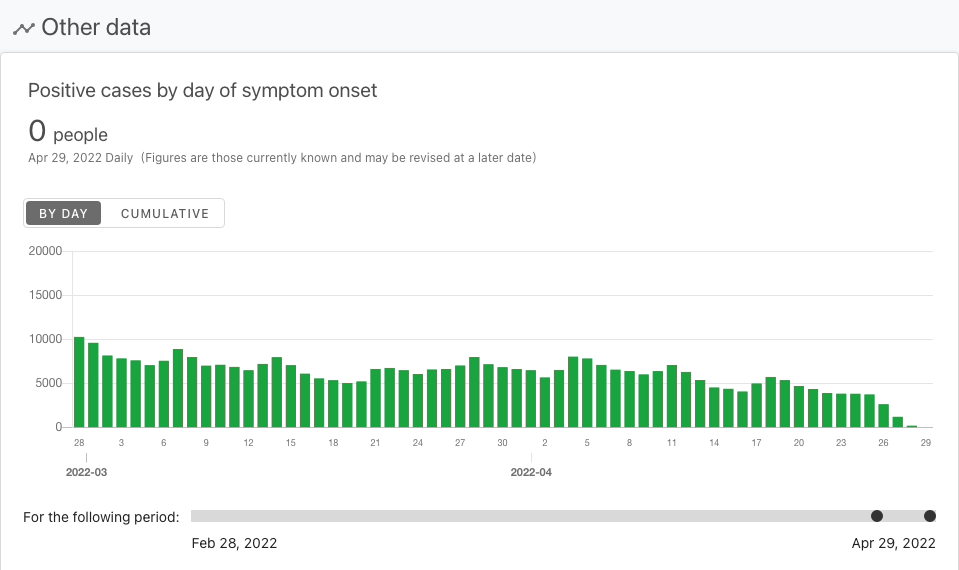 Other data
Positive cases by day of symptom onset
0 people
Apr 29, 2022 Daily (Figures are those currently known and may be revised at a later date)
BY DAY CUMULATIVE
20000
15000
10000
5000
0
28 3 6 9 12 15 18 21 24 27 30 2 5 8 11 14 17 20 23 26 29
2022-03 2022-04
For the following period:
Feb 28, 2022 Apr 29, 2022